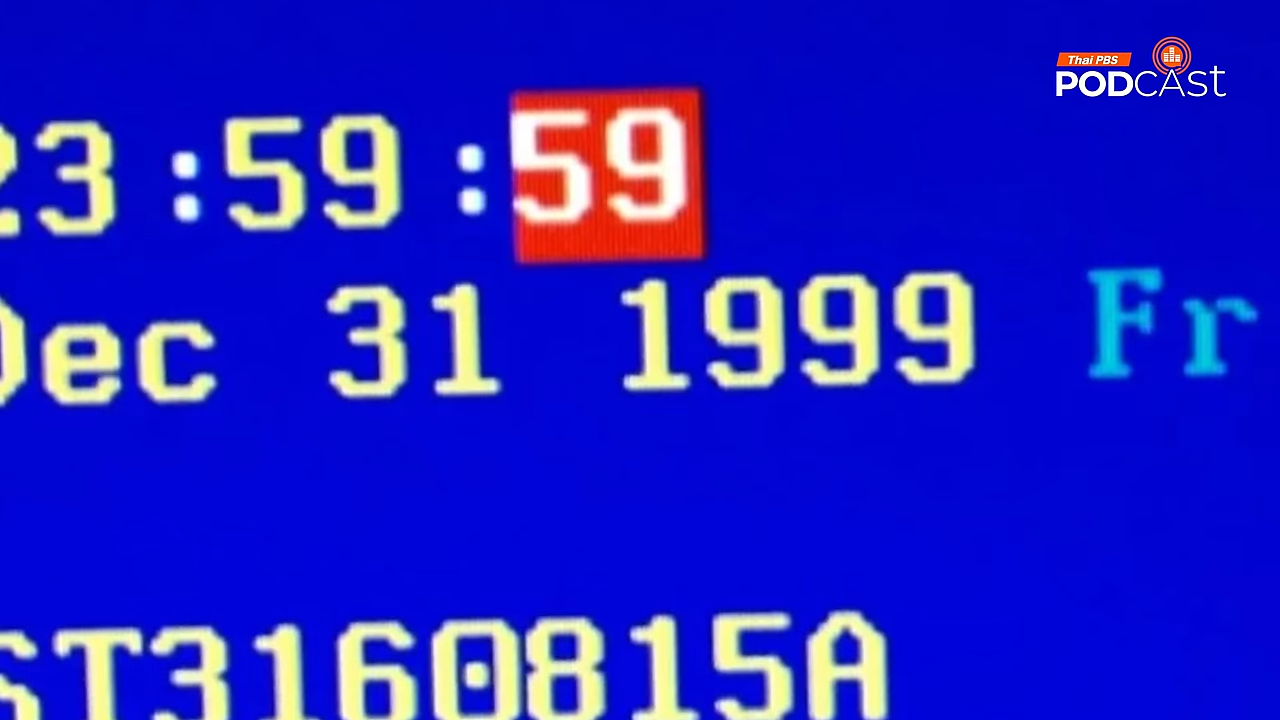 Thai PBS
PODCAST
23:59:59
Dec 31 1999 Fr
ST3160815A